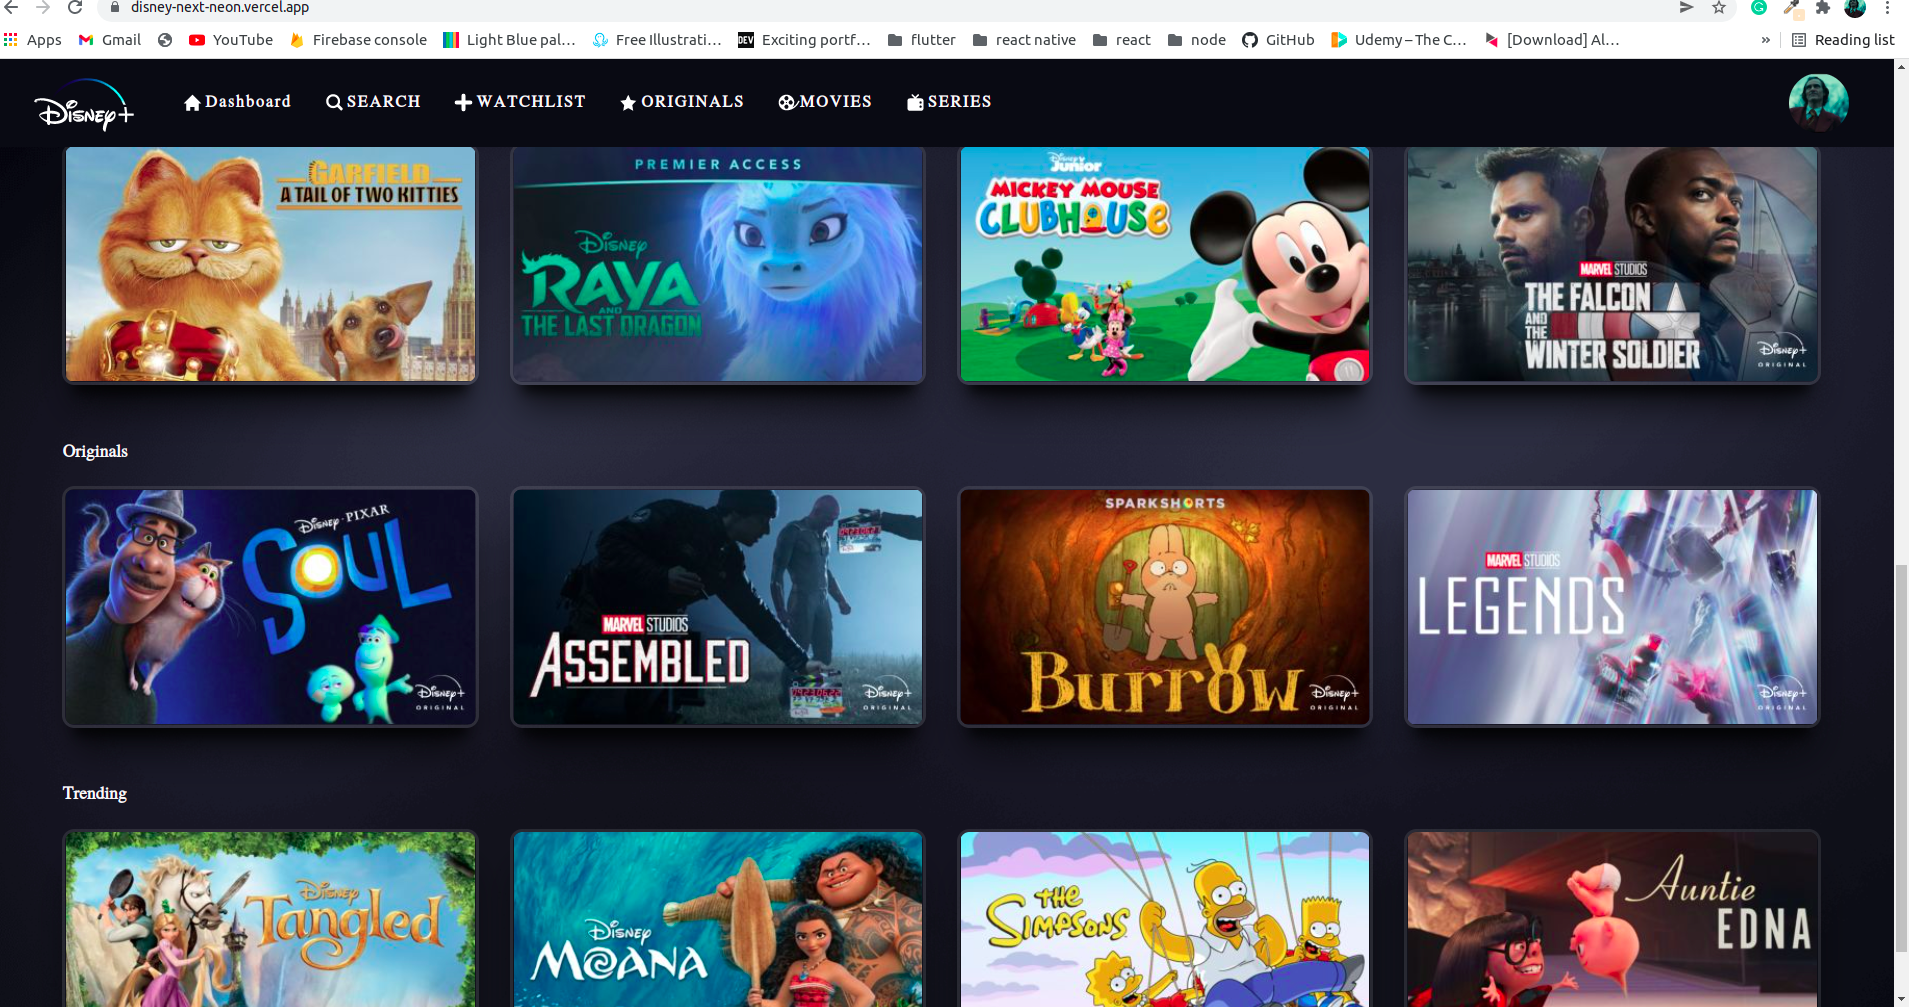 disney-next-neon.vercel.app
Apps Gmail YouTube Firebase console Light Blue pal... Free Illustrati... DEV Exciting portf... flutter react native react node GitHub Udemy – The C... [Download] Al... » Reading list
Disney+ Dashboard SEARCH WATCHLIST ORIGINALS MOVIES SERIES
GARFIELD
A TAIL OF TWO KITTIES
PREMIER ACCESS
Disney
RAYA
AND
THE LAST DRAGON
Disney Junior
MICKEY MOUSE
CLUBHOUSE
MARVEL STUDIOS
THE FALCON
AND THE
WINTER SOLDIER
Disney+
ORIGINAL
Originals
Disney · PIXAR
SOUL
Disney+
ORIGINAL
MARVEL STUDIOS
ASSEMBLED
Disney+
ORIGINAL
SPARKSHORTS
Burrow
Disney+
ORIGINAL
MARVEL STUDIOS
LEGENDS
Disney+
ORIGINAL
Trending
Disney
Tangled
Disney
MOANA
THE
SIMPSONS
Auntie
EDNA